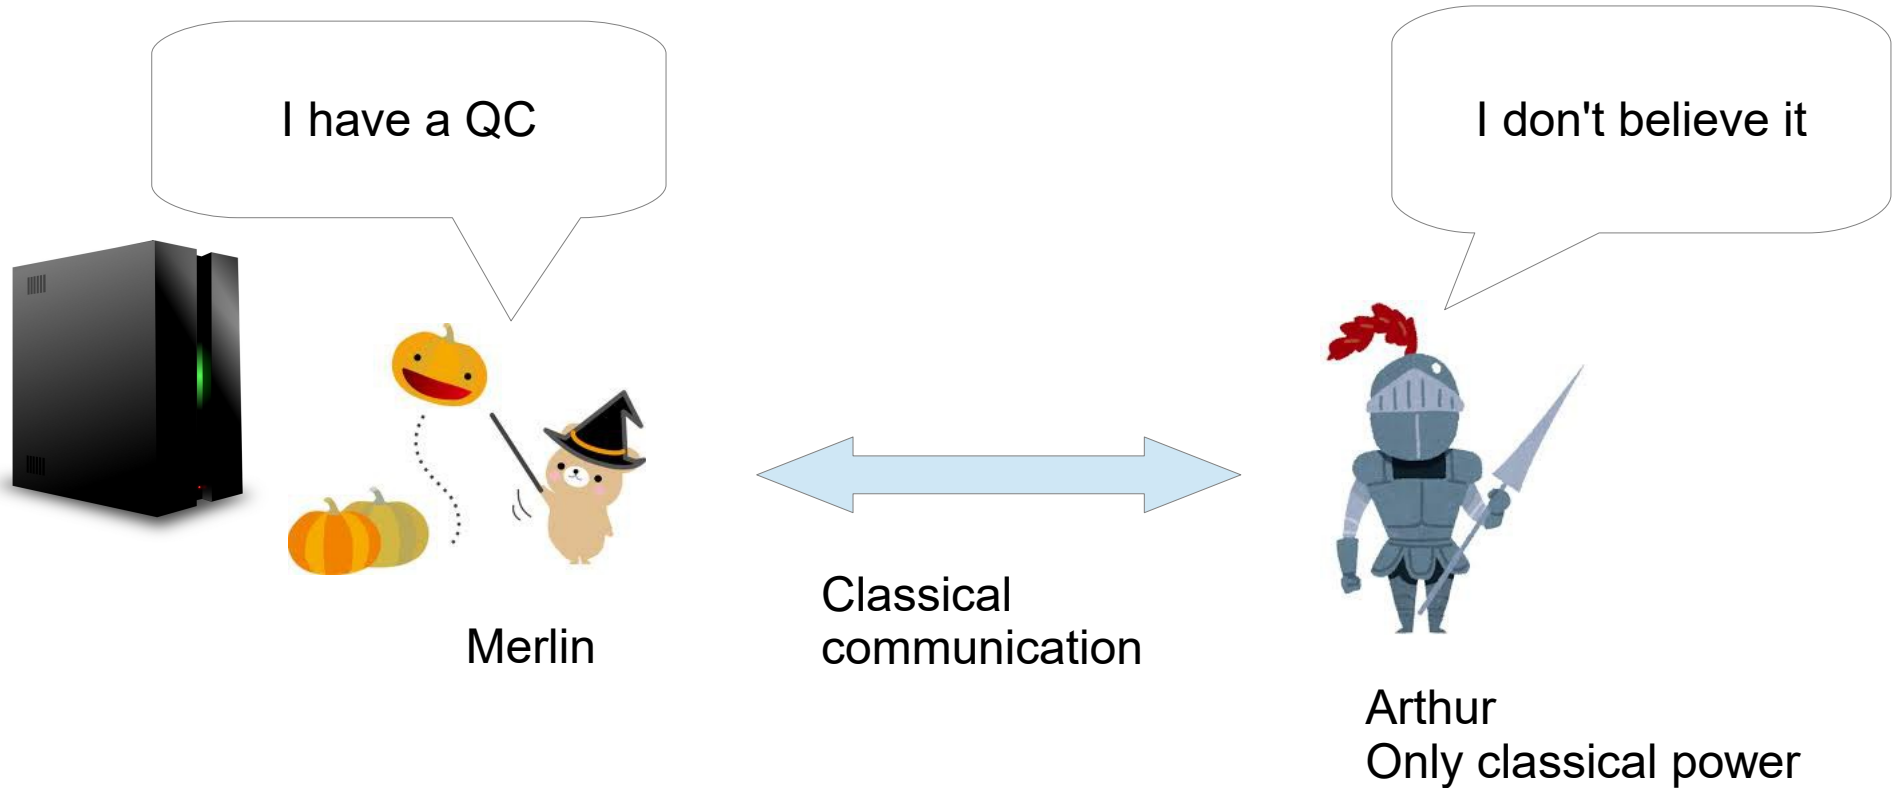 I have a QC
I don't believe it
Merlin
Classical
communication
Arthur
Only classical power